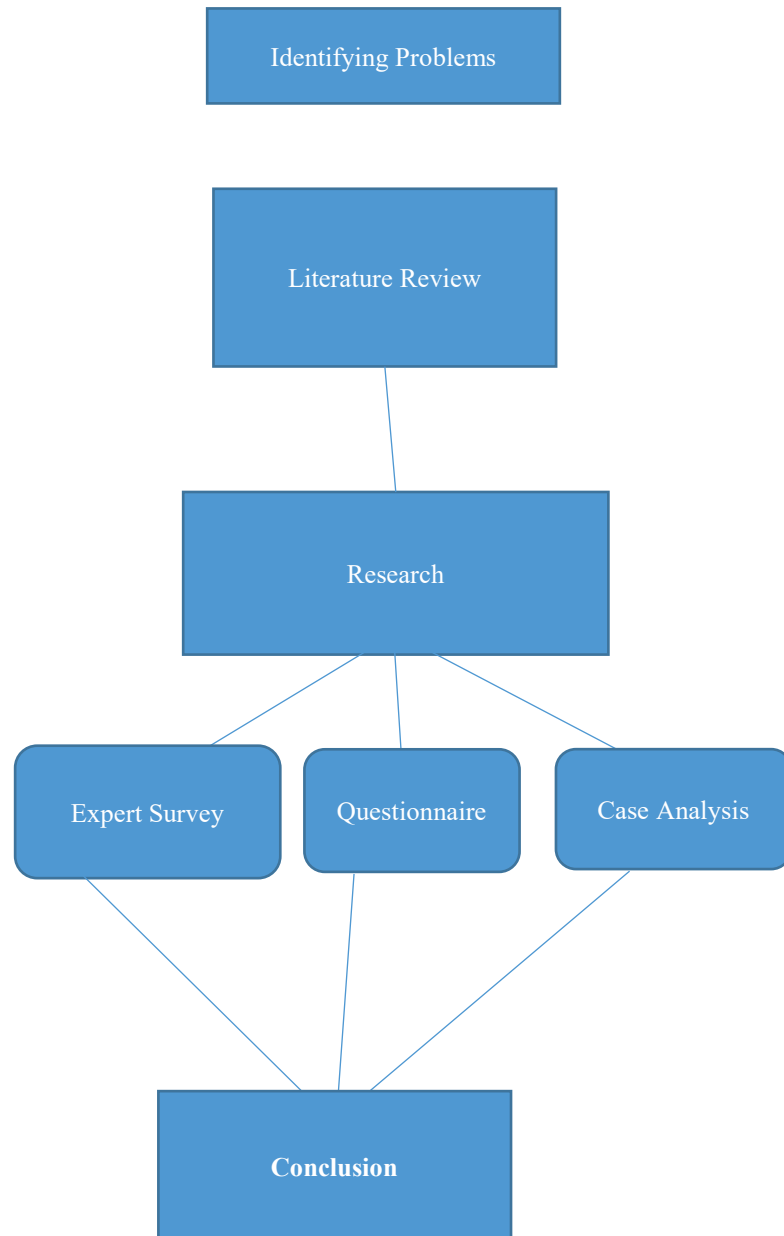 Identifying Problems
Literature Review
Research
Expert Survey
Questionnaire
Case Analysis
Conclusion